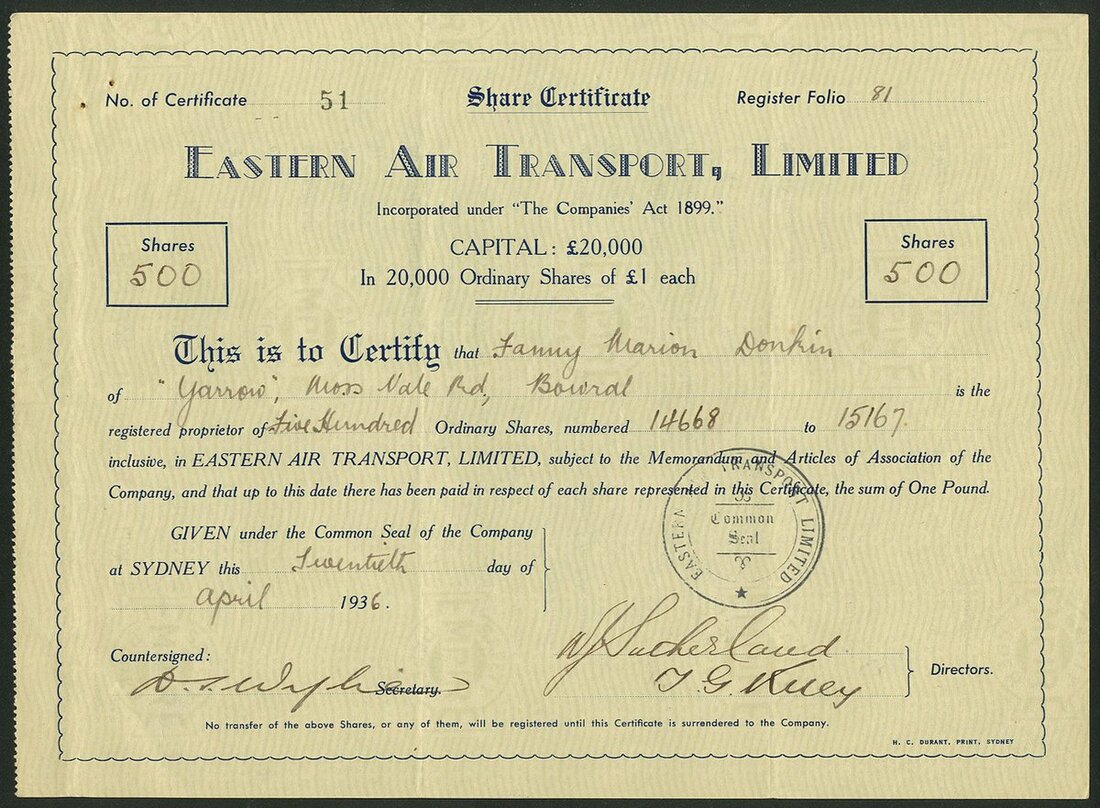 No. of Certificate 51 Share Certificate Register Folio 81
EASTERN AIR TRANSPORT, LIMITED
Incorporated under "The Companies' Act 1899."
Shares
500
CAPITAL: £20,000
In 20,000 Ordinary Shares of £1 each
Shares
500
This is to Certify that Fanny Marion Donkin
of "Yarrow", Moss Vale Rd, Bowral is the
registered proprietor of Five Hundred Ordinary Shares, numbered 14668 to 15167.
inclusive, in EASTERN AIR TRANSPORT, LIMITED, subject to the Memorandum and Articles of Association of the
Company, and that up to this date there has been paid in respect of each share represented in this Certificate, the sum of One Pound.
GIVEN under the Common Seal of the Company
at SYDNEY this Twentieth day of
April 1936.
EASTERN TRANSPORT LIMITED
Common
Seal
Countersigned:
Secretary.
W Sutherland
T. G.
Directors.
No transfer of the above Shares, or any of them, will be registered until this Certificate is surrendered to the Company.
H. C. DURANT, PRINT, SYDNEY